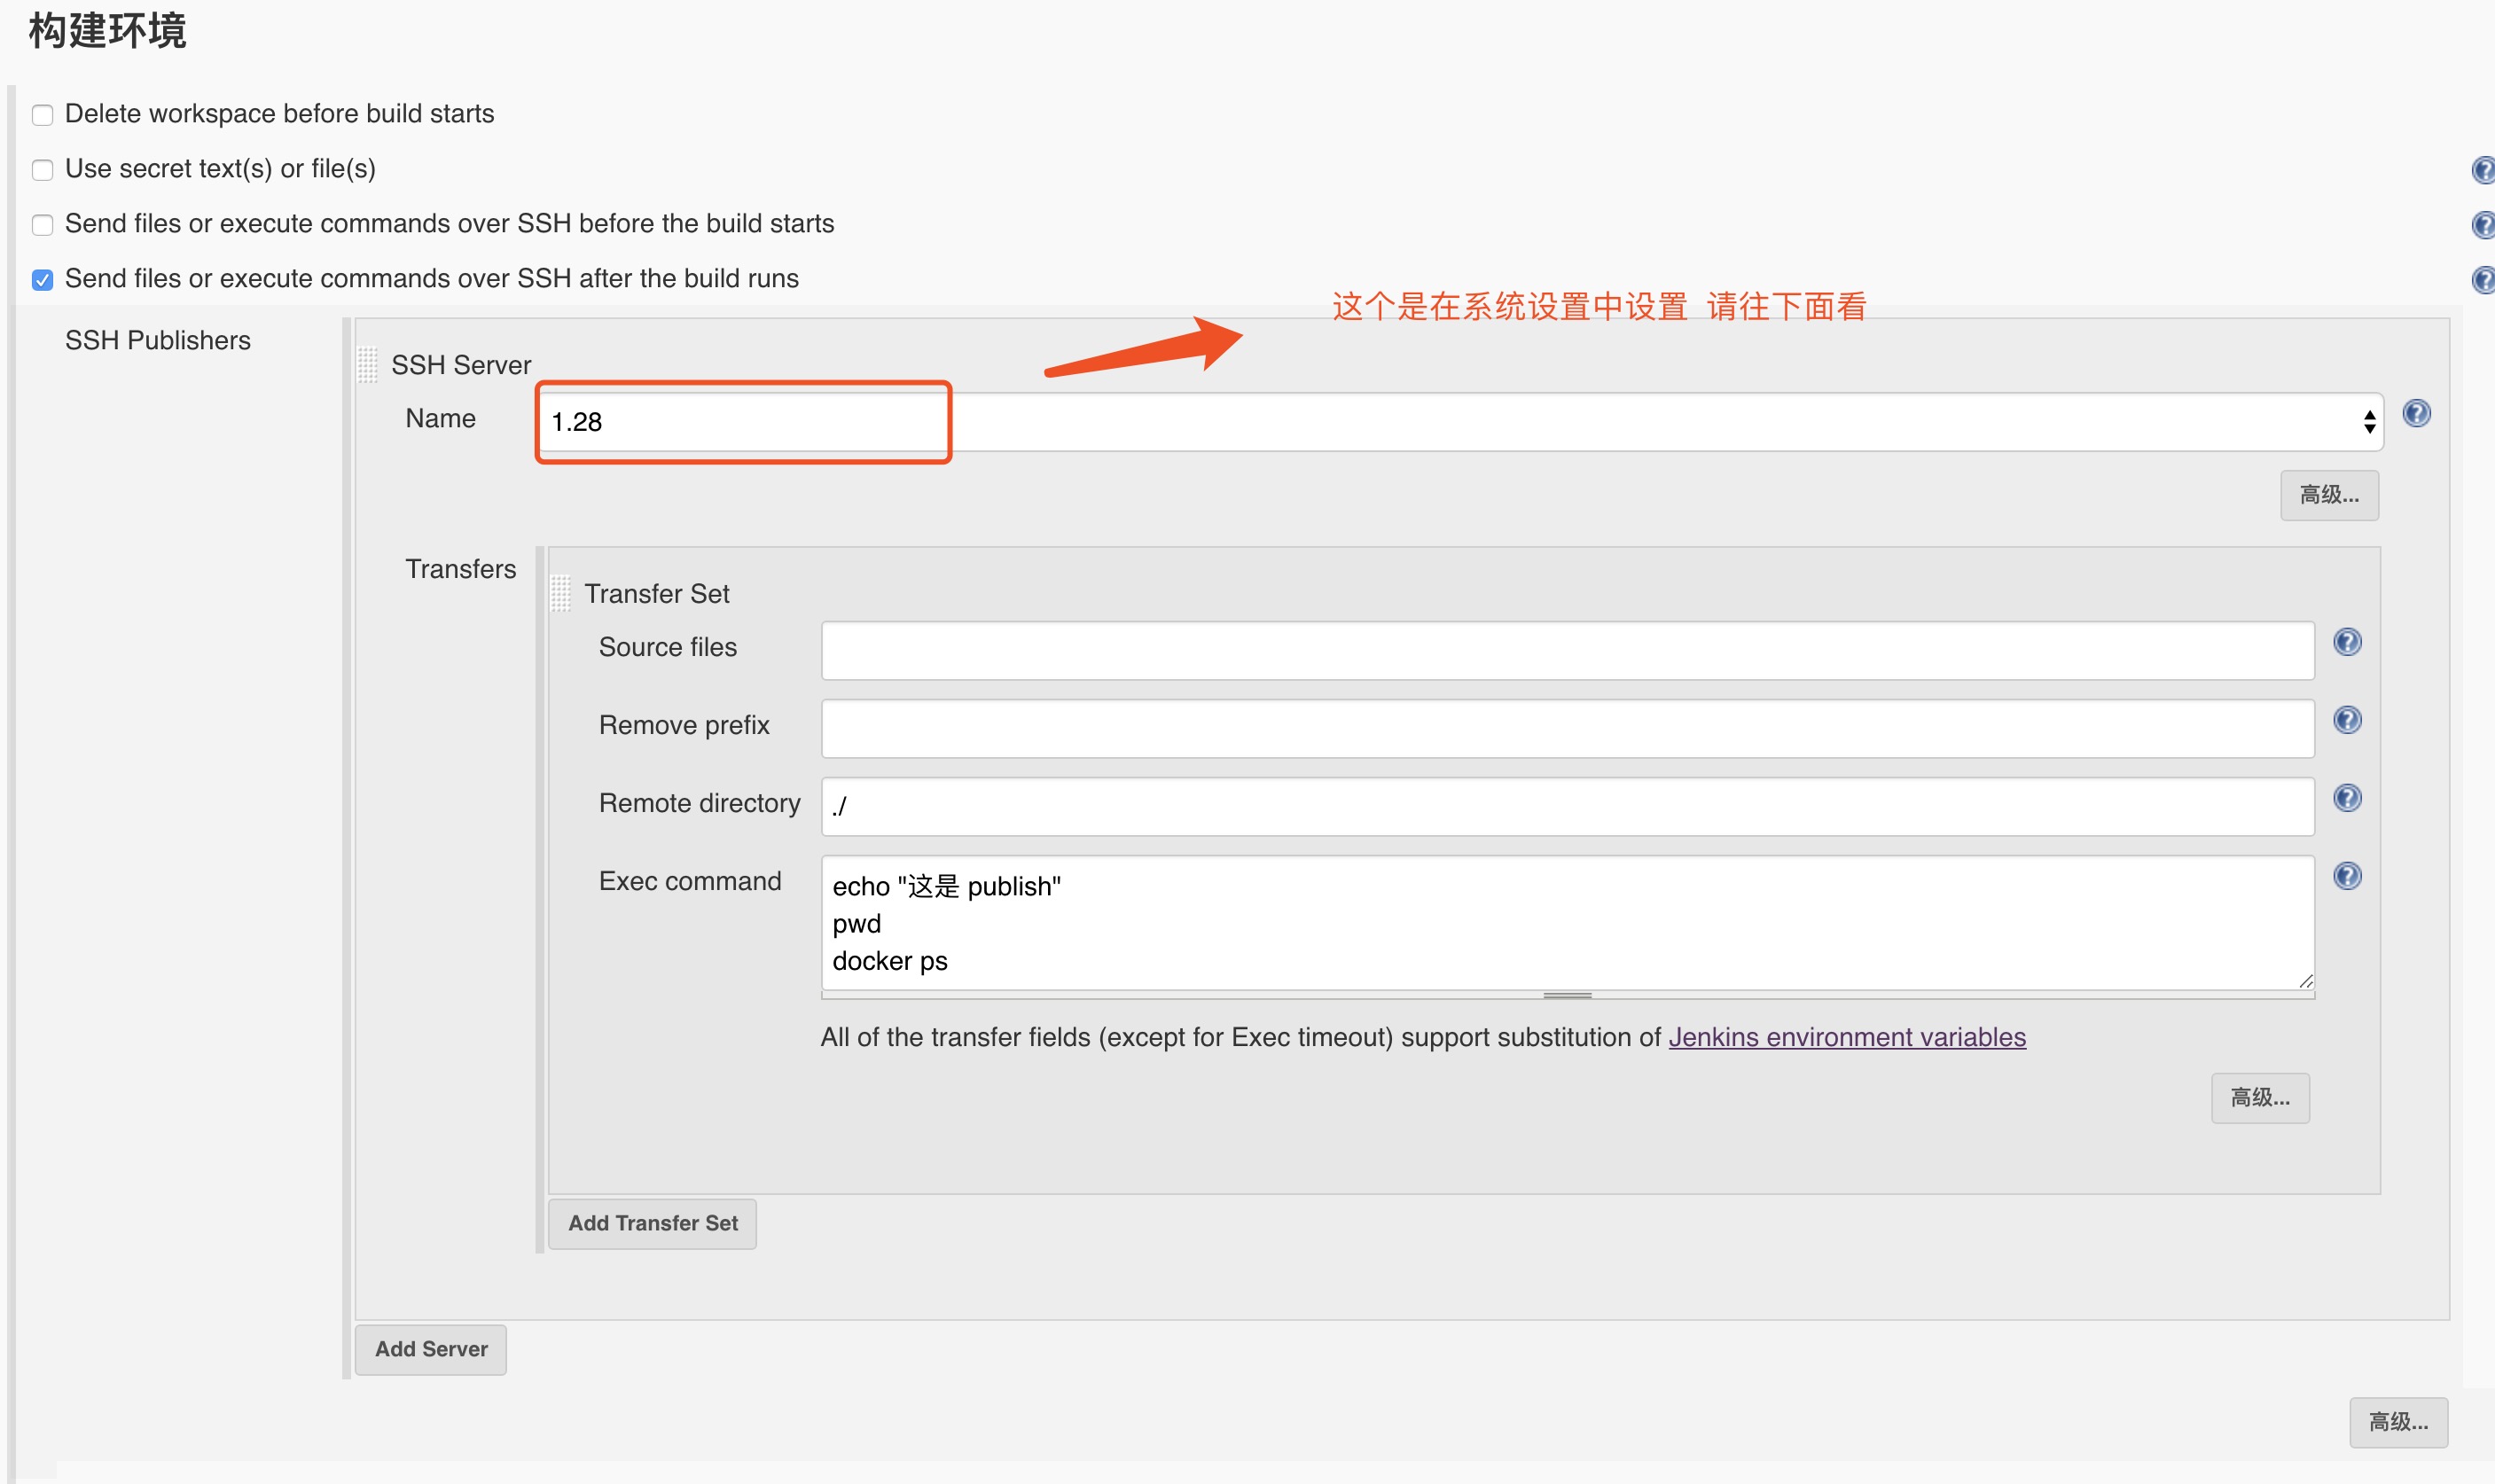 构建环境
Delete workspace before build starts
Use secret text(s) or file(s)
Send files or execute commands over SSH before the build starts
Send files or execute commands over SSH after the build runs
这个是在系统设置中设置 请往下面看
SSH Publishers
SSH Server
Name
1.28
高级...
Transfers
Transfer Set
Source files
Remove prefix
Remote directory
./
Exec command
echo "这是 publish"
pwd
docker ps
All of the transfer fields (except for Exec timeout) support substitution of Jenkins environment variables
高级...
Add Transfer Set
Add Server
高级...